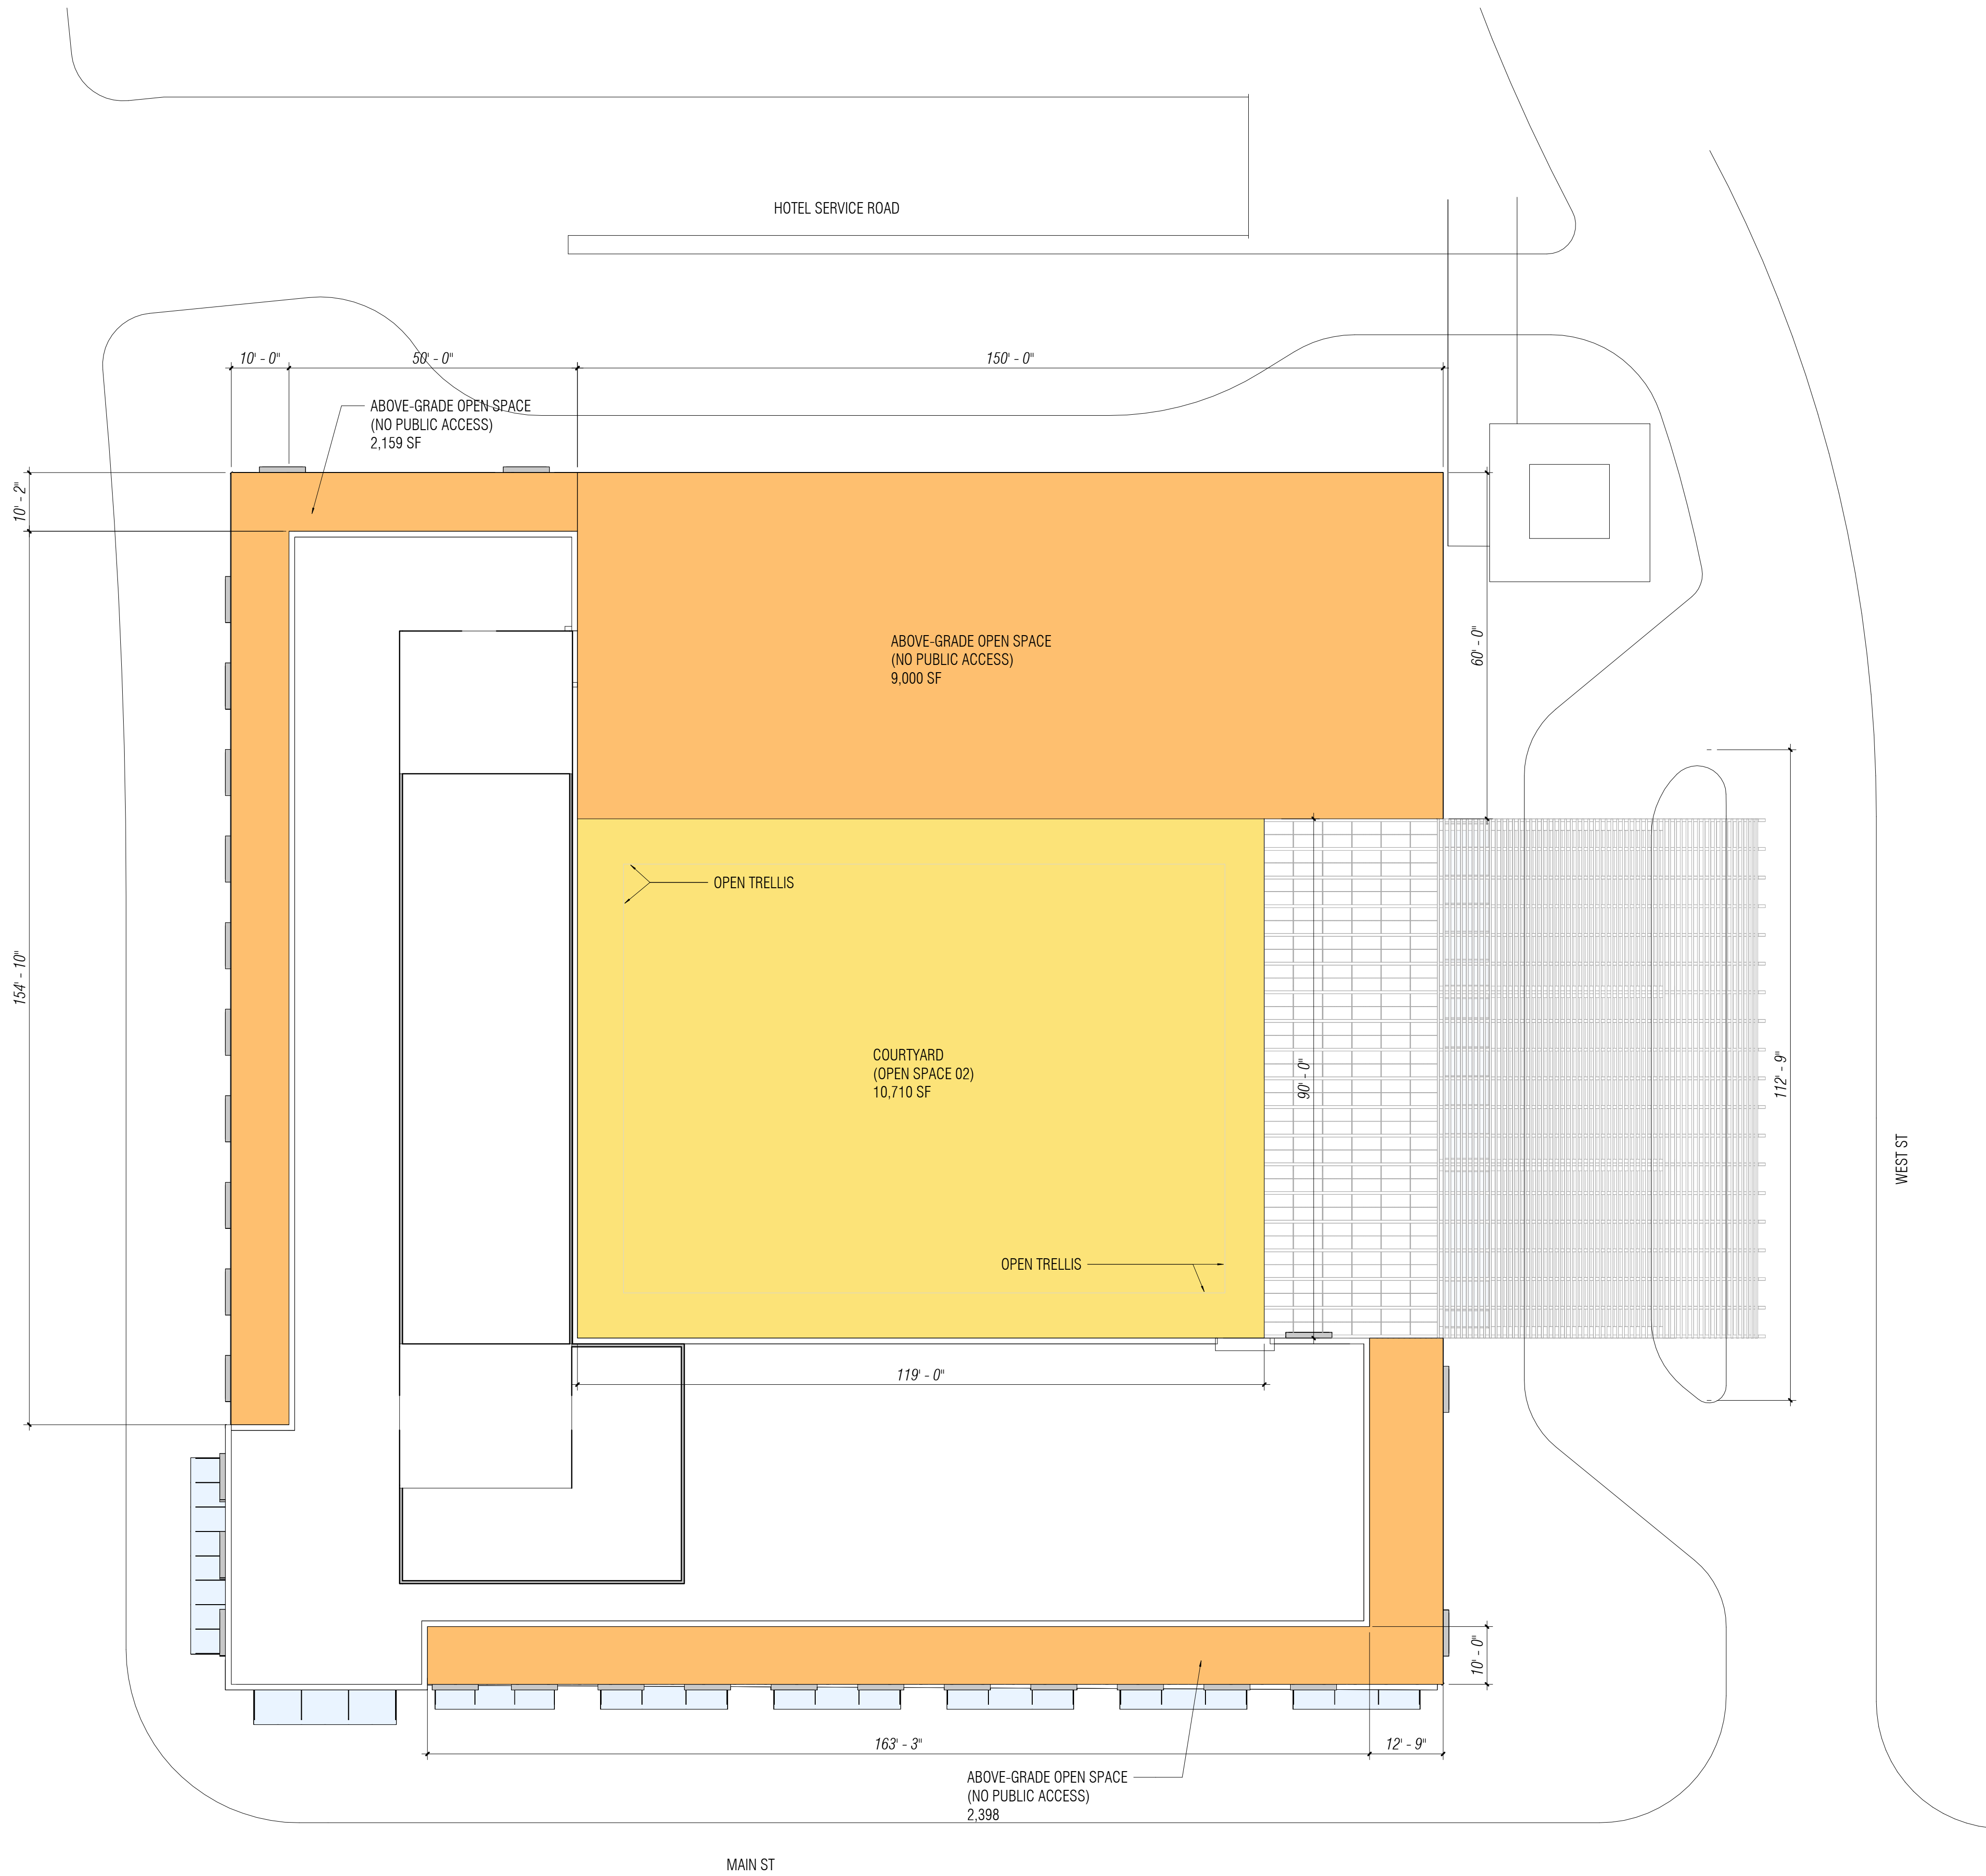 HOTEL SERVICE ROAD
10' - 0"
50' - 0"
150' - 0"
ABOVE-GRADE OPEN SPACE
(NO PUBLIC ACCESS)
2,159 SF
10' - 2"
60' - 0"
ABOVE-GRADE OPEN SPACE
(NO PUBLIC ACCESS)
9,000 SF
OPEN TRELLIS
154' - 10"
COURTYARD
(OPEN SPACE 02)
10,710 SF
90' - 0"
112' - 9"
WEST ST
OPEN TRELLIS
119' - 0"
10' - 0"
163' - 3"
12' - 9"
ABOVE-GRADE OPEN SPACE
(NO PUBLIC ACCESS)
2,398
MAIN ST